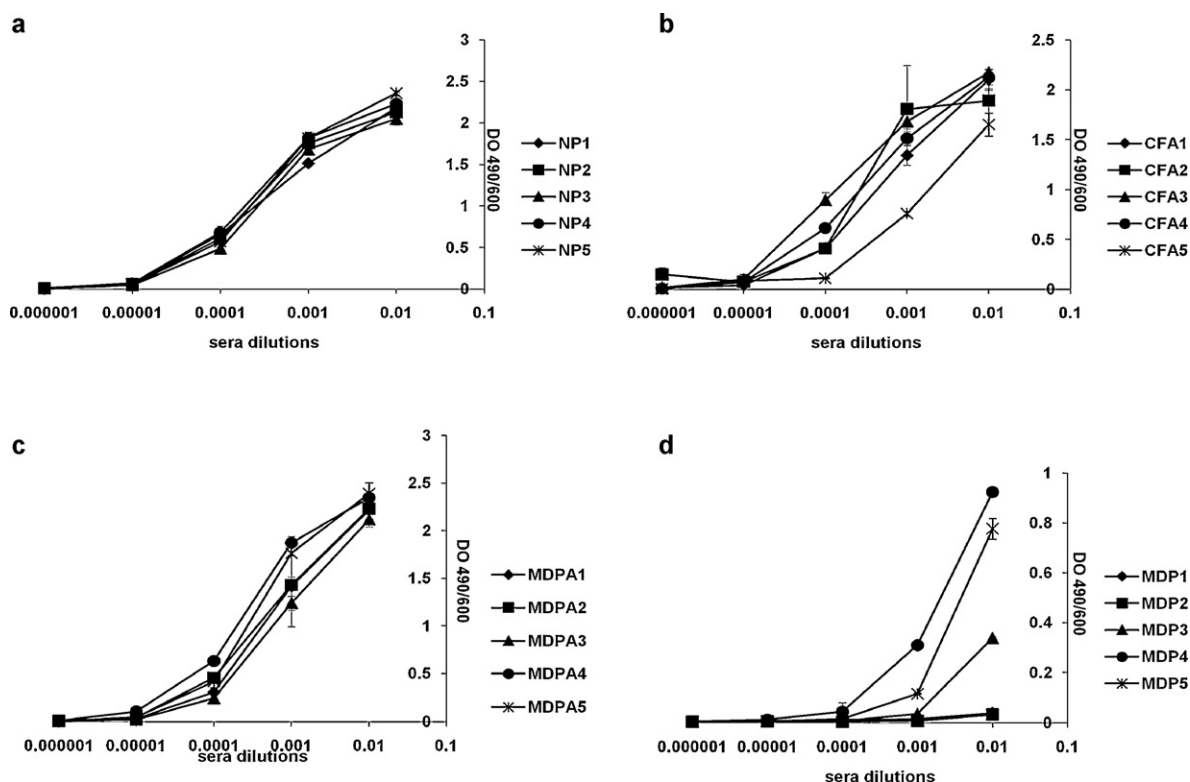 a
3
2.5
2
1.5
1
0.5
0
DO 490/600
NP1
NP2
NP3
NP4
NP5
0.000001 0.00001 0.0001 0.001 0.01 0.1
sera dilutions
b
2.5
2
1.5
1
0.5
0
DO 490/600
CFA1
CFA2
CFA3
CFA4
CFA5
0.000001 0.00001 0.0001 0.001 0.01 0.1
sera dilutions
c
3
2.5
2
1.5
1
0.5
0
DO 490/600
MDPA1
MDPA2
MDPA3
MDPA4
MDPA5
0.000001 0.00001 0.0001 0.001 0.01 0.1
sera dilutions
d
1
0.8
0.6
0.4
0.2
0
DO 490/600
MDP1
MDP2
MDP3
MDP4
MDP5
0.000001 0.00001 0.0001 0.001 0.01 0.1
sera dilutions